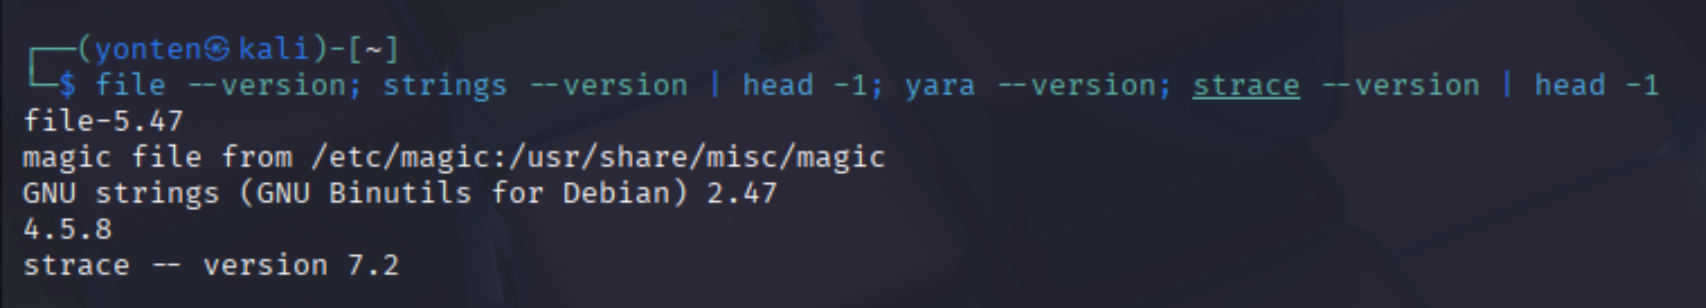 ┌──(yonten㉿kali)-[~]
└─$ file --version; strings --version | head -1; yara --version; strace --version | head -1
file-5.47
magic file from /etc/magic:/usr/share/misc/magic
GNU strings (GNU Binutils for Debian) 2.47
4.5.8
strace -- version 7.2